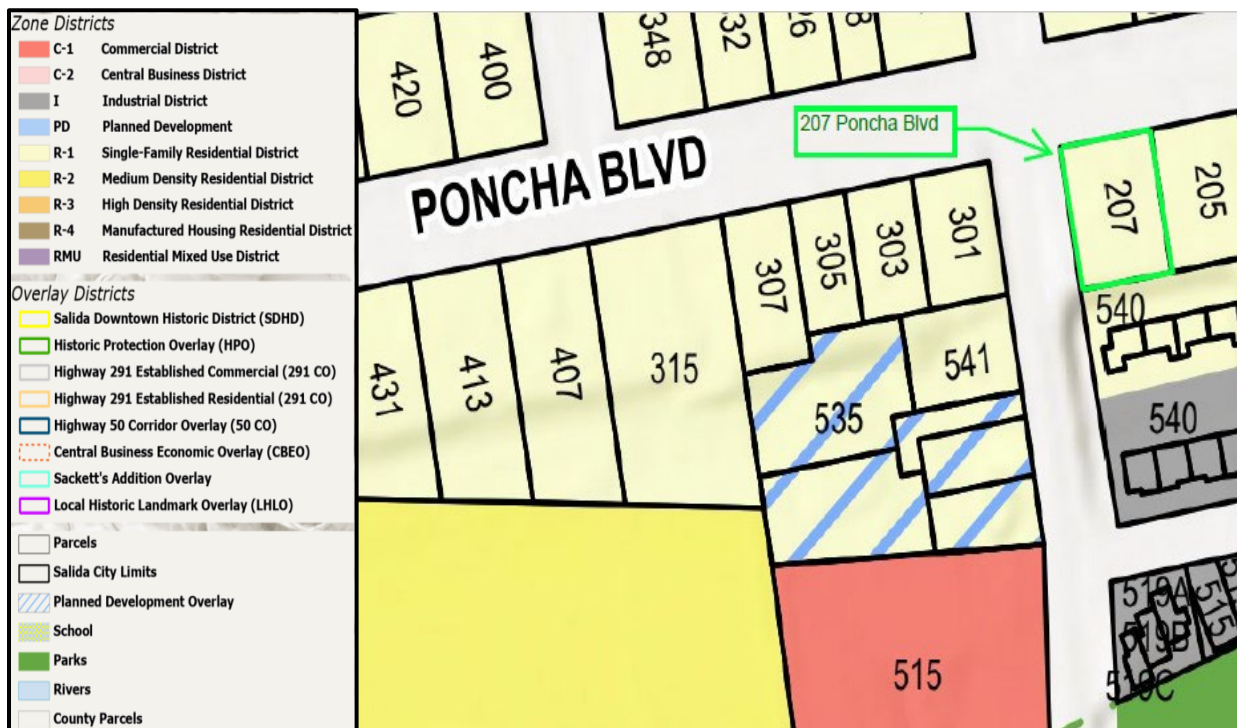 Zone Districts
C-1 Commercial District
C-2 Central Business District
I Industrial District
PD Planned Development
R-1 Single-Family Residential District
R-2 Medium Density Residential District
R-3 High Density Residential District
R-4 Manufactured Housing Residential District
RMU Residential Mixed Use District
Overlay Districts
Salida Downtown Historic District (SDHD)
Historic Protection Overlay (HPO)
Highway 291 Established Commercial (291 CO)
Highway 291 Established Residential (291 CO)
Highway 50 Corridor Overlay (50 CO)
Central Business Economic Overlay (CBEO)
Sackett's Addition Overlay
Local Historic Landmark Overlay (LHLO)
Parcels
Salida City Limits
Planned Development Overlay
School
Parks
Rivers
County Parcels
420
400
348
PONCHA BLVD
207 Poncha Blvd
207
205
301
303
305
307
315
407
413
431
540
541
535
540
515
519A
515
519B
519C